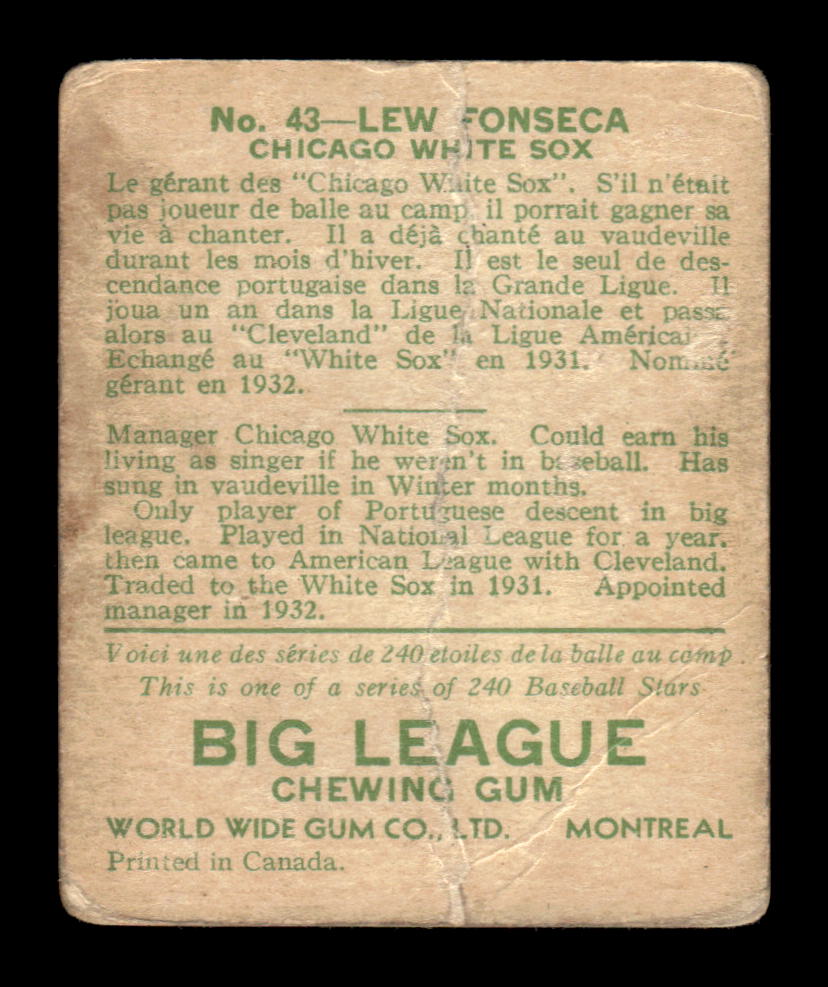 No. 43—LEW FONSECA
CHICAGO WHITE SOX
Le gérant des "Chicago White Sox". S'il n'était
pas joueur de balle au camp il porrait gagner sa
vie à chanter. Il a déjà chanté au vaudeville
durant les mois d'hiver. Il est le seul de des-
cendance portugaise dans la Grande Ligue. Il
joua un an dans la Ligue Nationale et passa
alors au "Cleveland" de la Ligue
Echangé au "White Sox" en 1931. Nommé
gérant en 1932.
Manager Chicago White Sox. Could earn his
living as singer if he weren't in baseball. Has
sung in vaudeville in Winter months.
Only player of Portuguese descent in big
league. Played in National League for a year,
then came to American League with Cleveland.
Traded to the White Sox in 1931. Appointed
manager in 1932.
Voici une des séries de 240 etoiles de la balle au camp.
This is one of a series of 240 Baseball Stars
BIG LEAGUE
CHEWING GUM
WORLD WIDE GUM CO., LTD. MONTREAL
Printed in Canada.